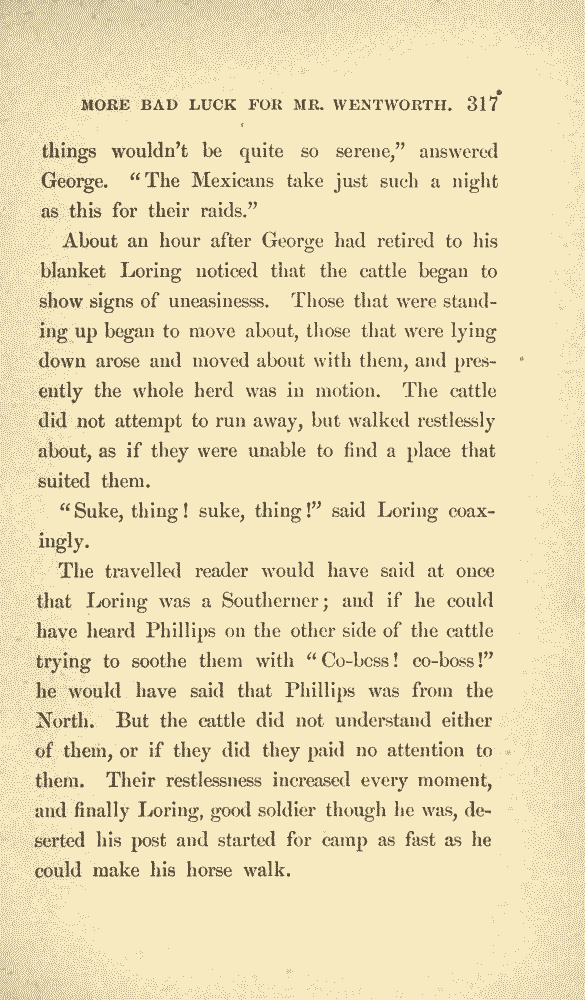 MORE BAD LUCK FOR MR. WENTWORTH. 317
things wouldn't be quite so serene,” answered
George. “The Mexicans take just such a night
as this for their raids.”
About an hour after George had retired to his
blanket Loring noticed that the cattle began to
show signs of uneasinesss. Those that were stand-
ing up began to move about, those that were lying
down arose and moved about with them, and pres-
ently the whole herd was in motion. The cattle
did not attempt to run away, but walked restlessly
about, as if they were unable to find a place that
suited them.
“Suke, thing! suke, thing!” said Loring coax-
ingly.
The travelled reader would have said at once
that Loring was a Southerner; and if he could
have heard Phillips on the other side of the cattle
trying to soothe them with “Co-boss! co-boss!”
he would have said that Phillips was from the
North. But the cattle did not understand either
of them, or if they did they paid no attention to
them. Their restlessness increased every moment,
and finally Loring, good soldier though he was, de-
serted his post and started for camp as fast as he
could make his horse walk.